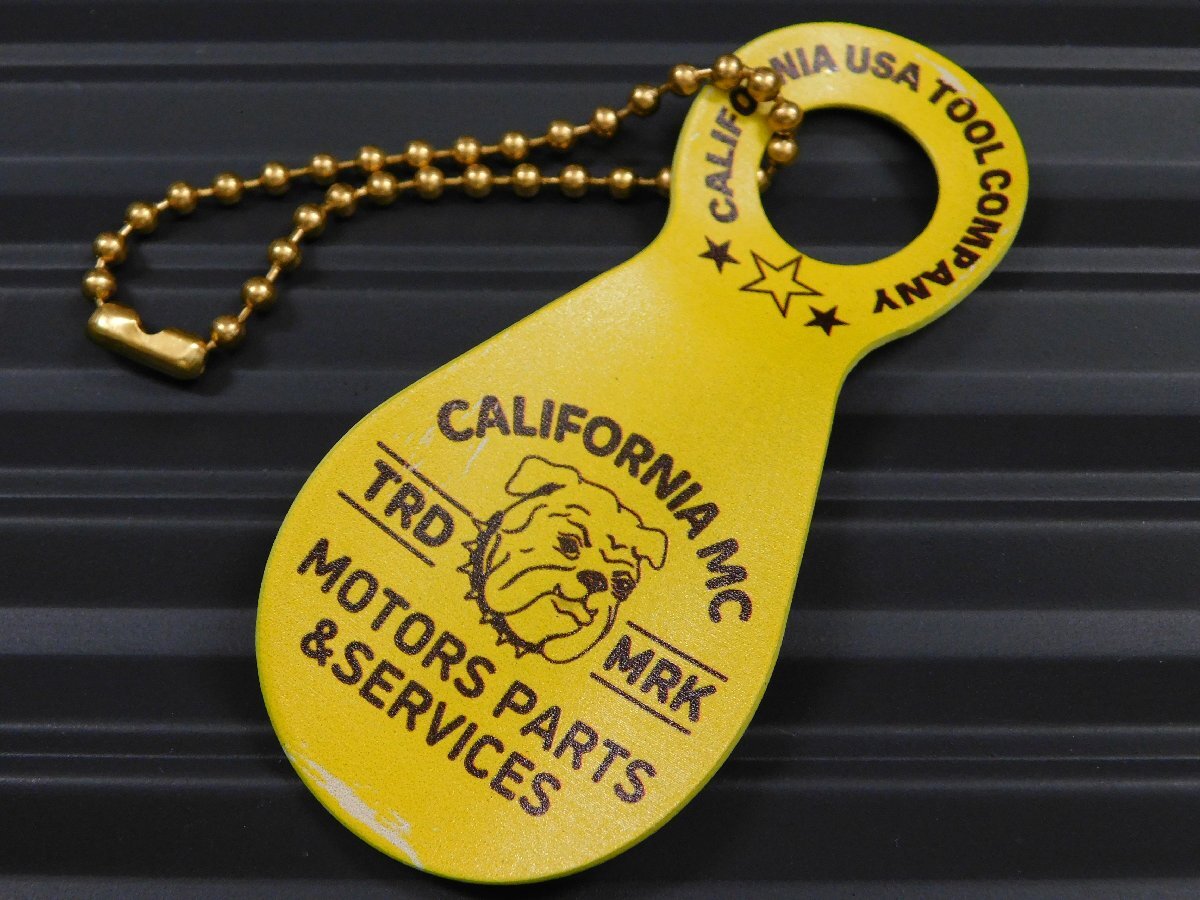 CALIFORNIA USA TOOL COMPANY
CALIFORNIA MC
TRD
MRK
MOTORS PARTS
&SERVICES